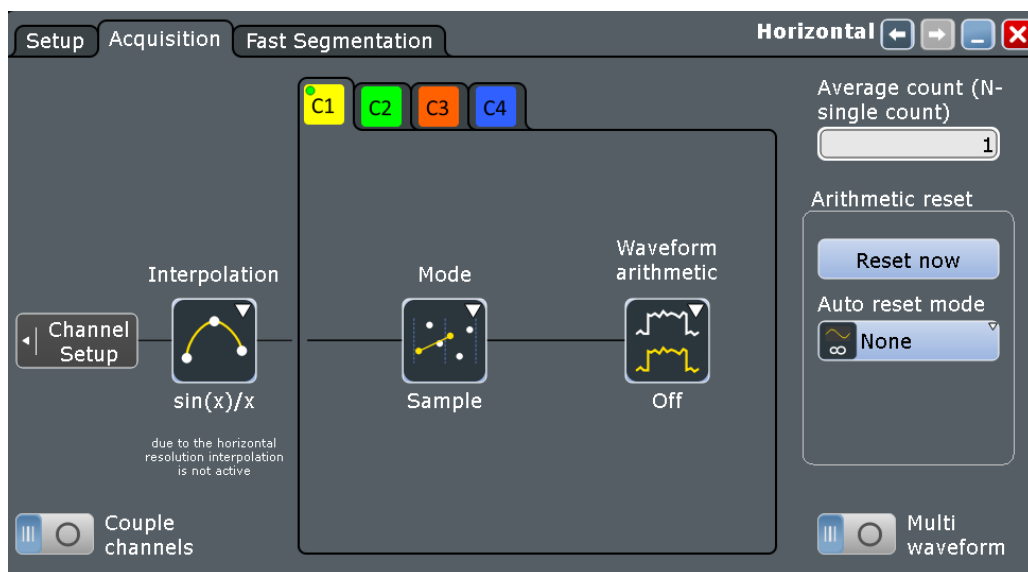 Setup Acquisition Fast Segmentation Horizontal
C1 C2 C3 C4
Average count (N-
single count)
1
Arithmetic reset
Reset now
Auto reset mode
None
Interpolation
Mode
Waveform
arithmetic
Channel
Setup
sin(x)/x
Sample
Off
due to the horizontal
resolution interpolation
is not active
Couple
channels
Multi
waveform